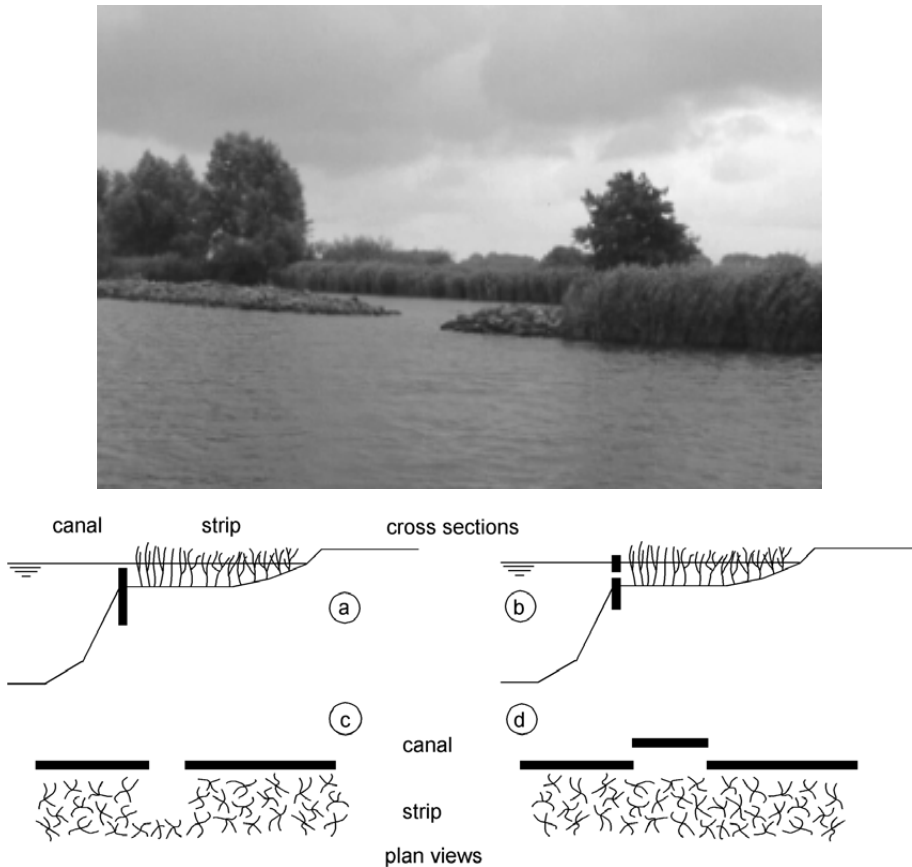 canal strip cross sections
a b
c d
canal
strip
plan views